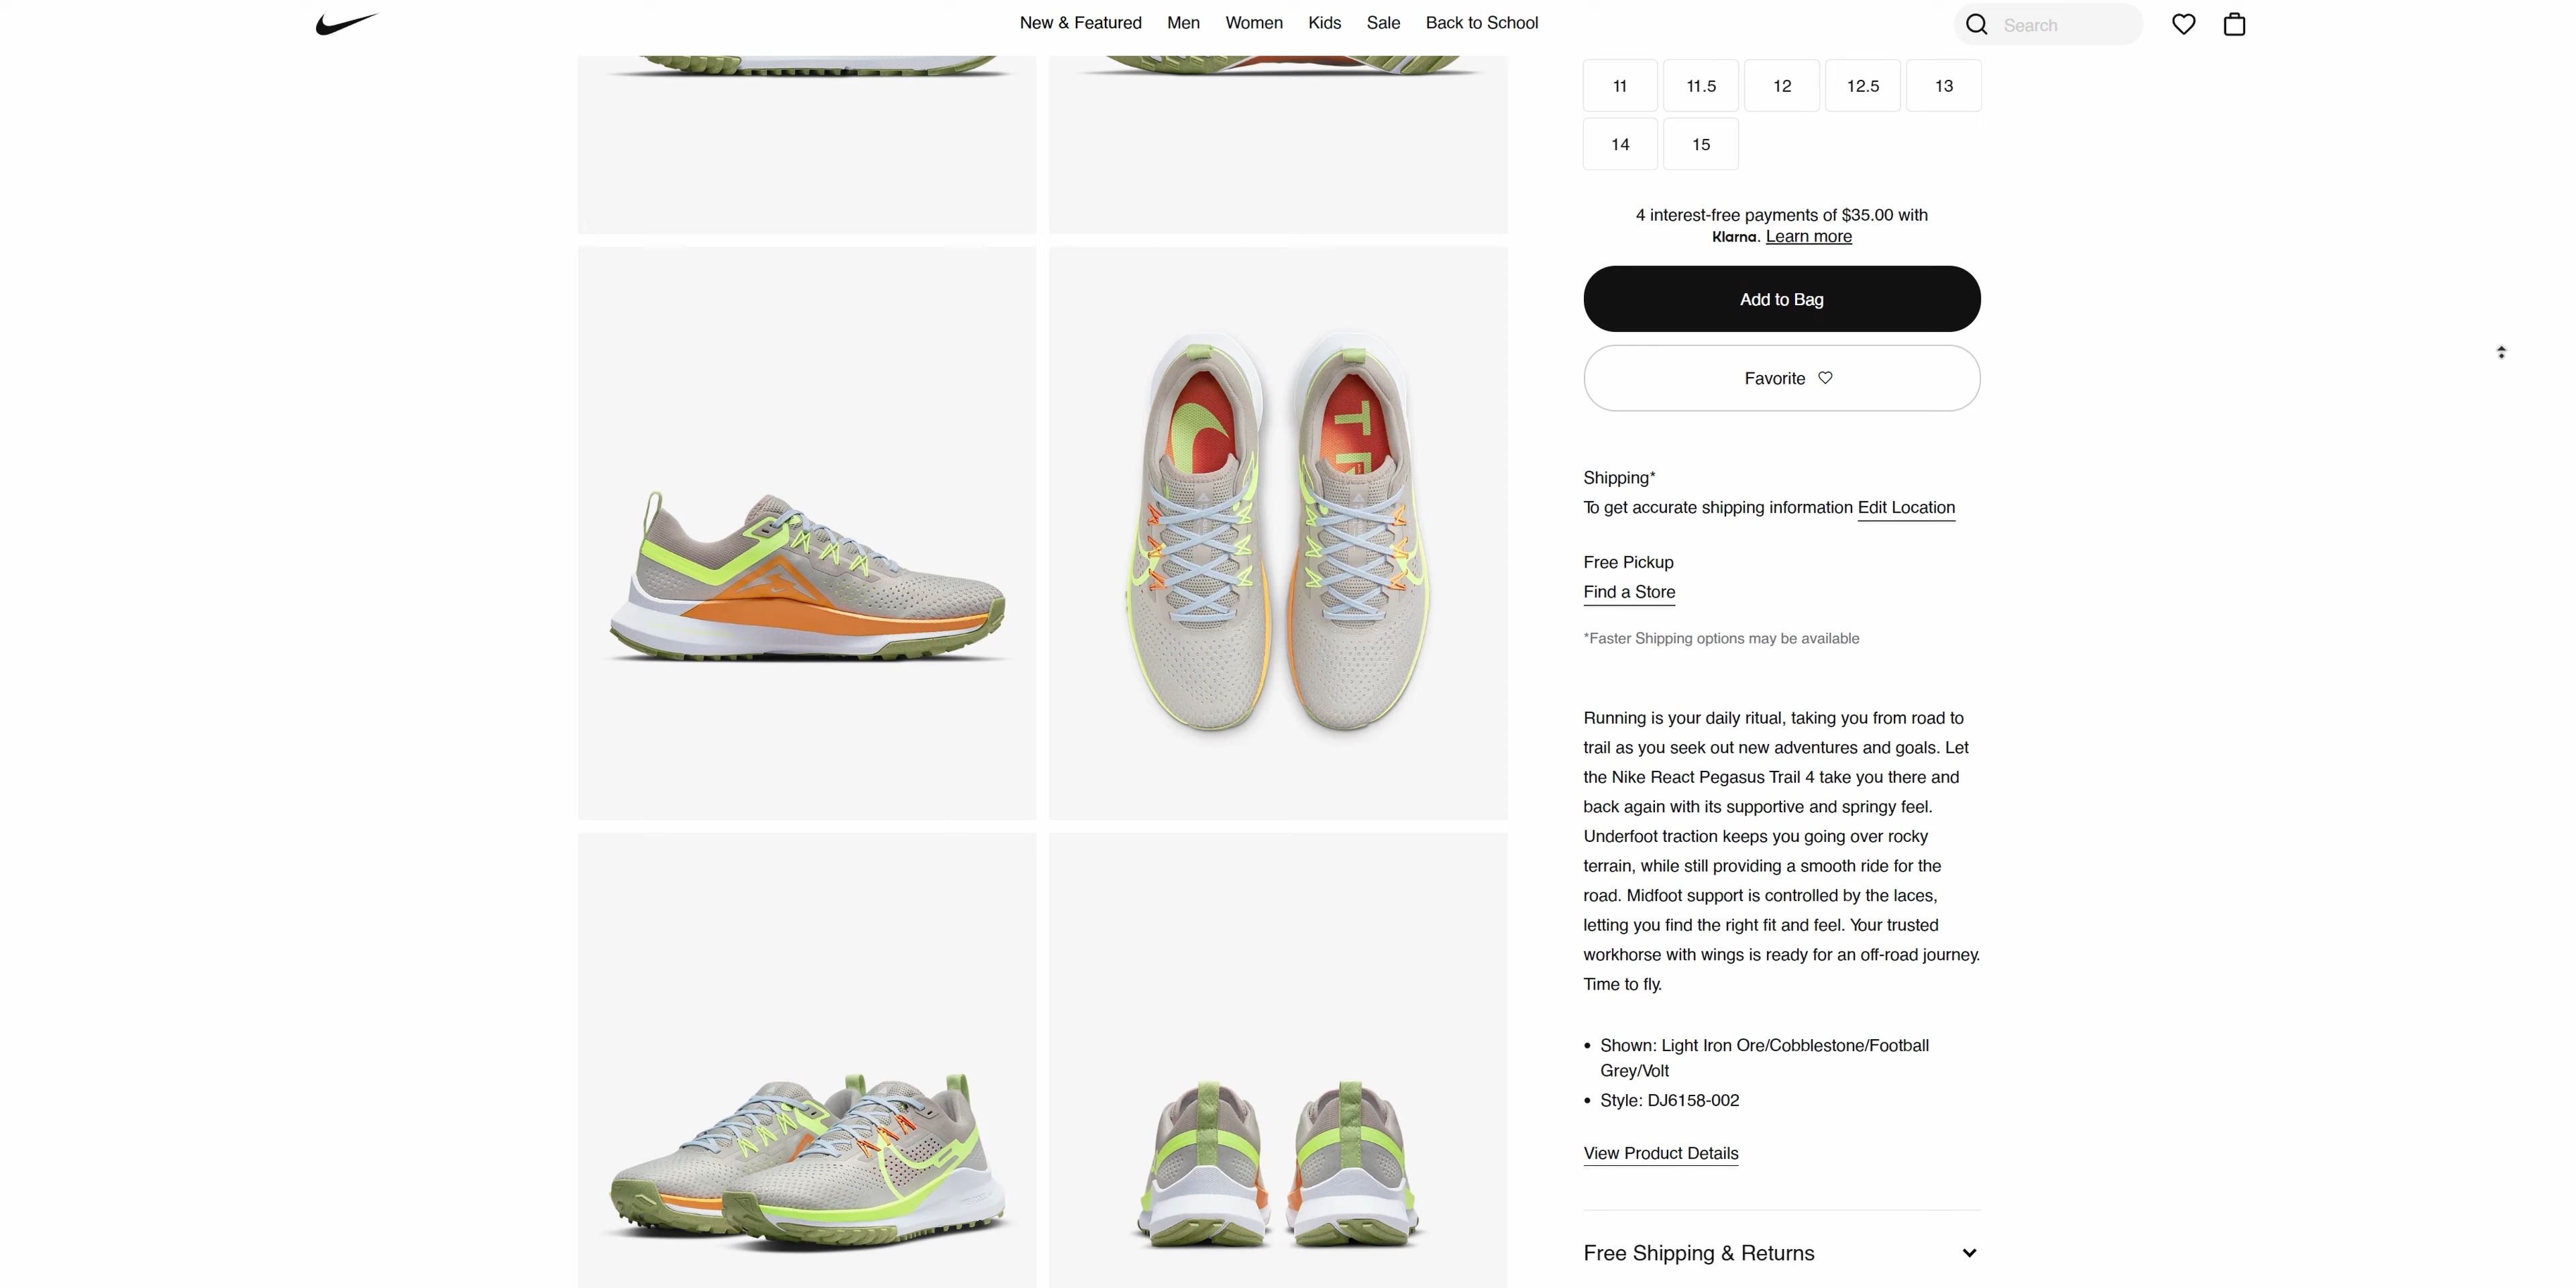 New & Featured
Men
Women
Kids
Sale
Back to School
Search
11
11.5
12
12.5
13
14
15
4 interest-free payments of $35.00 with
Klarna. Learn more
Add to Bag
Favorite
Shipping*
To get accurate shipping information Edit Location
Free Pickup
Find a Store
*Faster Shipping options may be available
Running is your daily ritual, taking you from road to
trail as you seek out new adventures and goals. Let
the Nike React Pegasus Trail 4 take you there and
back again with its supportive and springy feel.
Underfoot traction keeps you going over rocky
terrain, while still providing a smooth ride for the
road. Midfoot support is controlled by the laces,
letting you find the right fit and feel. Your trusted
workhorse with wings is ready for an off-road journey.
Time to fly.
Shown: Light Iron Ore/Cobblestone/Football
Grey/Volt
Style: DJ6158-002
View Product Details
Free Shipping & Returns